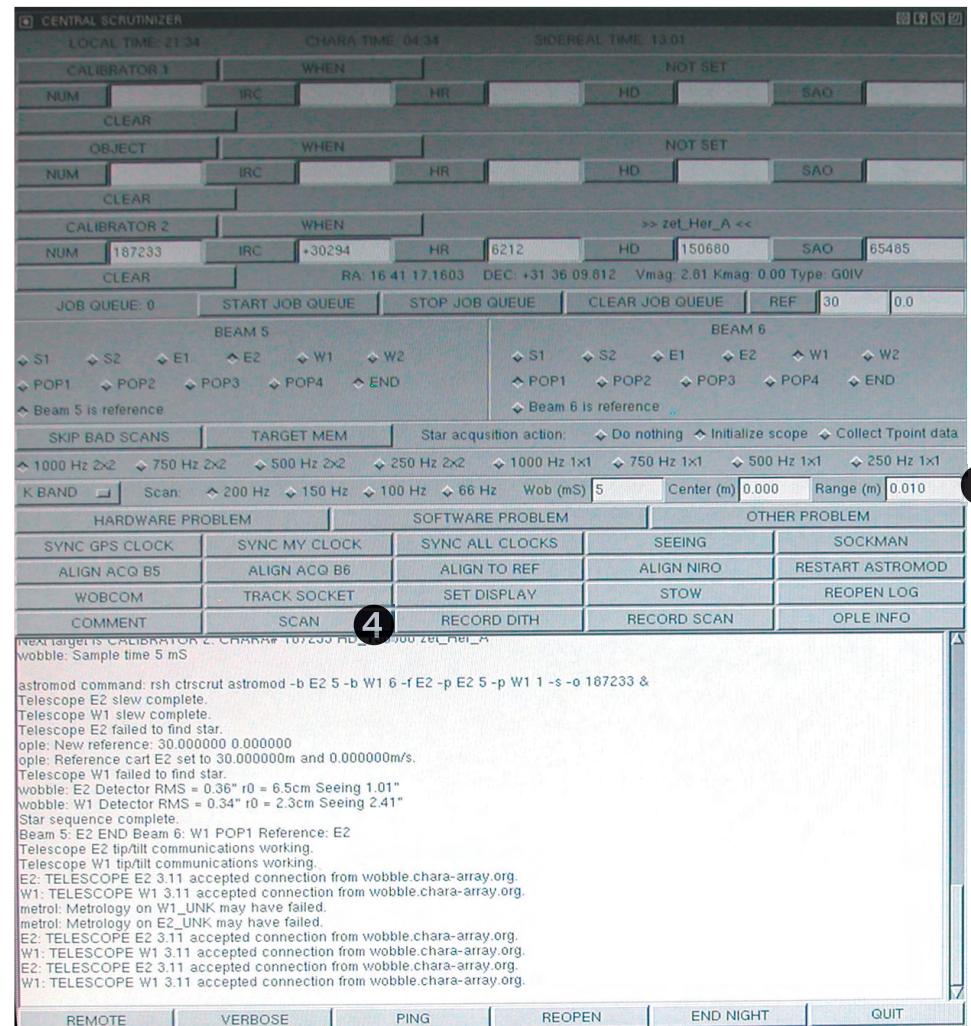 CENTRAL SCRUTINIZER
LOCAL TIME: 21:34 CHARA TIME: 04:34 SIDEREAL TIME: 13:01
CALIBRATOR 1 WHEN NOT SET
NUM IRC HR HD SAO
CLEAR
OBJECT WHEN NOT SET
NUM IRC HR HD SAO
CLEAR
CALIBRATOR 2 WHEN >> zet_Her_A <<
NUM 187233 IRC +30294 HR 6212 HD 150680 SAO 65485
CLEAR RA: 16 41 17.1603 DEC: +31 36 09.812 Vmag: 2.81 Kmag: 0.00 Type: G0IV
JOB QUEUE: 0 START JOB QUEUE STOP JOB QUEUE CLEAR JOB QUEUE REF 30 0.0
BEAM 5 BEAM 6
S1 S2 E1 E2 W1 W2 S1 S2 E1 E2 W1 W2
POP1 POP2 POP3 POP4 END POP1 POP2 POP3 POP4 END
Beam 5 is reference Beam 6 is reference
SKIP BAD SCANS TARGET MEM Star acqusition action: Do nothing Initialize scope Collect Tpoint data
1000 Hz 2x2 750 Hz 2x2 500 Hz 2x2 250 Hz 2x2 1000 Hz 1x1 750 Hz 1x1 500 Hz 1x1 250 Hz 1x1
K BAND Scan: 200 Hz 150 Hz 100 Hz 66 Hz Wob (mS) 5 Center (m) 0.000 Range (m) 0.010
HARDWARE PROBLEM SOFTWARE PROBLEM OTHER PROBLEM
SYNC GPS CLOCK SYNC MY CLOCK SYNC ALL CLOCKS SEEING SOCKMAN
ALIGN ACQ B5 ALIGN ACQ B6 ALIGN TO REF ALIGN NIRO RESTART ASTROMOD
WOBCOM TRACK SOCKET SET DISPLAY STOW REOPEN LOG
COMMENT SCAN 4 RECORD DITH RECORD SCAN OPLE INFO
Next target is CALIBRATOR 2: CHARA# 187233 zet_Her_A
wobble: Sample time 5 mS
astromod command: rsh ctrscrut astromod -b E2 5 -b W1 6 -f E2 -p E2 5 -p W1 1 -s -o 187233 &
Telescope E2 slew complete.
Telescope W1 slew complete.
Telescope E2 failed to find star.
ople: New reference: 30.000000 0.000000
ople: Reference cart E2 set to 30.000000m and 0.000000m/s.
Telescope W1 failed to find star.
wobble: E2 Detector RMS = 0.36" r0 = 6.5cm Seeing 1.01"
wobble: W1 Detector RMS = 0.34" r0 = 2.3cm Seeing 2.41"
Star sequence complete.
Beam 5: E2 END Beam 6: W1 POP1 Reference: E2
Telescope E2 tip/tilt communications working.
Telescope W1 tip/tilt communications working.
E2: TELESCOPE E2 3.11 accepted connection from wobble.chara-array.org.
W1: TELESCOPE W1 3.11 accepted connection from wobble.chara-array.org.
metrol: Metrology on W1_UNK may have failed.
metrol: Metrology on E2_UNK may have failed.
E2: TELESCOPE E2 3.11 accepted connection from wobble.chara-array.org.
W1: TELESCOPE W1 3.11 accepted connection from wobble.chara-array.org.
E2: TELESCOPE E2 3.11 accepted connection from wobble.chara-array.org.
W1: TELESCOPE W1 3.11 accepted connection from wobble.chara-array.org.
REMOTE VERBOSE PING REOPEN END NIGHT QUIT